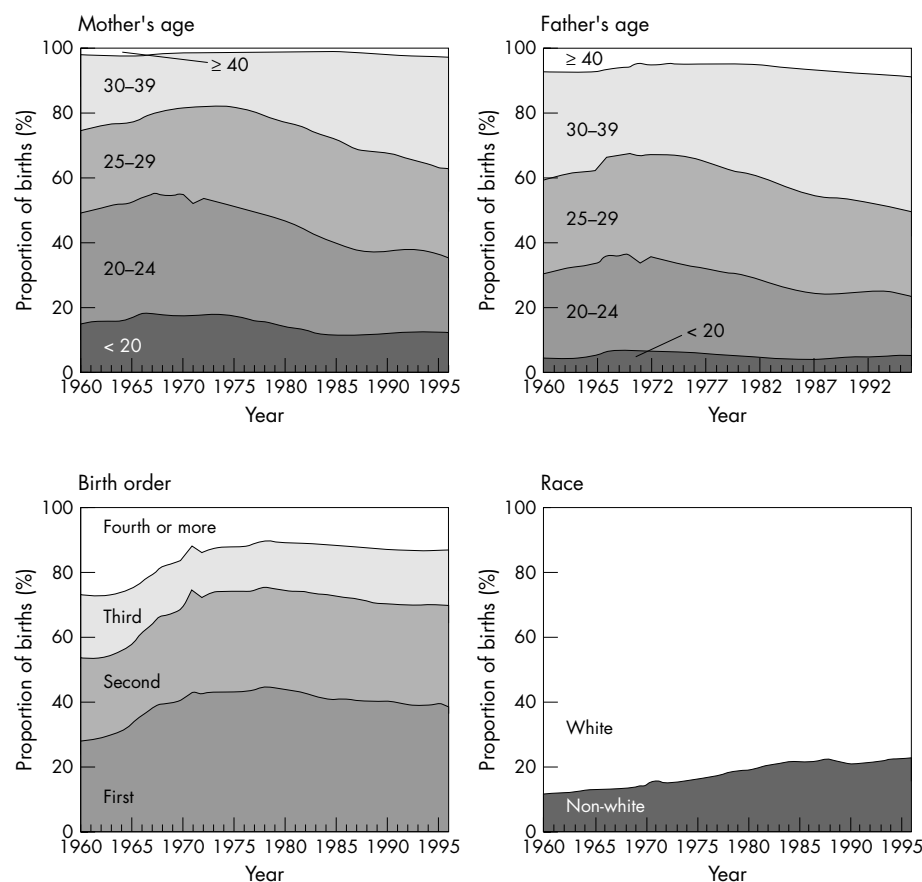 Mother's age
Proportion of births (%)
100
80
60
40
20
0
≥ 40
30–39
25–29
20–24
< 20
1960 1965 1970 1975 1980 1985 1990 1995
Year
Father's age
Proportion of births (%)
100
80
60
40
20
0
≥ 40
30–39
25–29
20–24
< 20
1960 1965 1972 1977 1982 1987 1992
Year
Birth order
Proportion of births (%)
100
80
60
40
20
0
Fourth or more
Third
Second
First
1960 1965 1970 1975 1980 1985 1990 1995
Year
Race
Proportion of births (%)
100
80
60
40
20
0
White
Non-white
1960 1965 1970 1975 1980 1985 1990 1995
Year